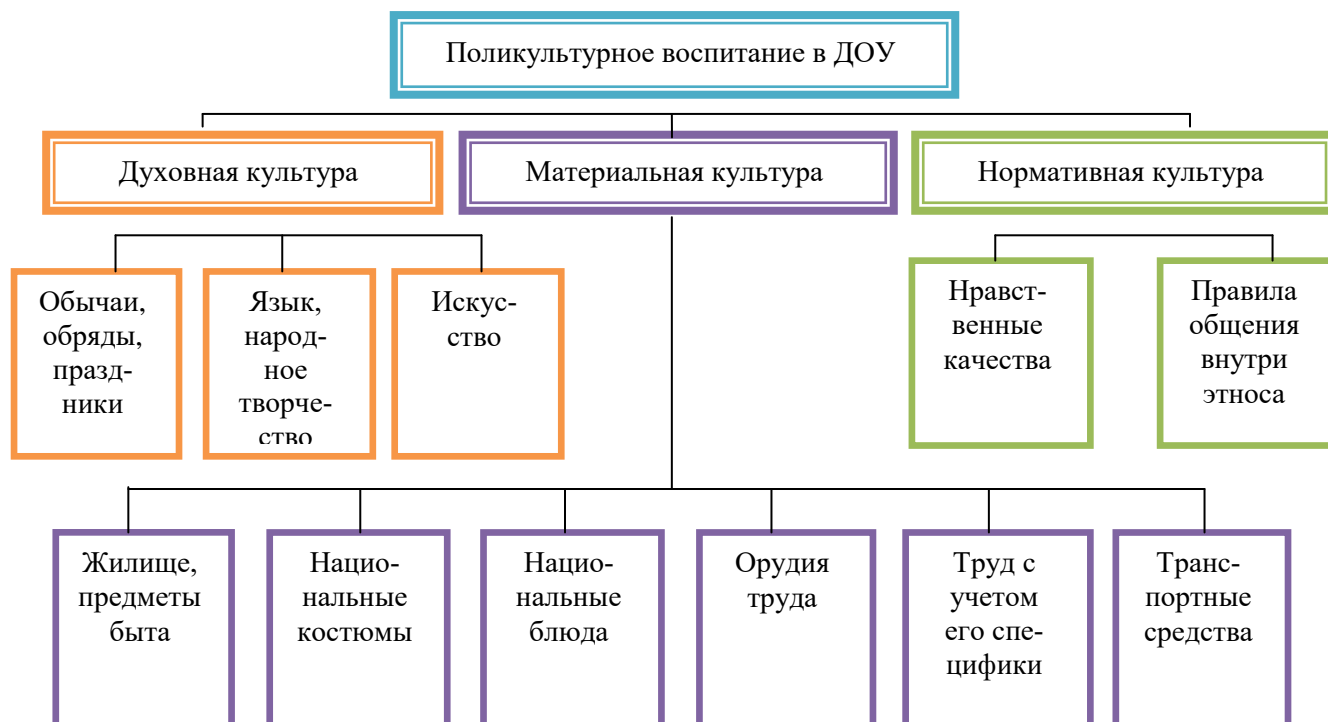 Поликультурное воспитание в ДОУ
Духовная культура
Материальная культура
Нормативная культура
Обычаи,
обряды,
празд-
ники
Язык,
народ-
ное
творче-
ство
Искус-
ство
Нравст-
венные
качества
Правила
общения
внутри
этноса
Жилище,
предметы
быта
Нацио-
нальные
костюмы
Нацио-
нальные
блюда
Орудия
труда
Труд с
учетом
его спе-
цифики
Транс-
портные
средства